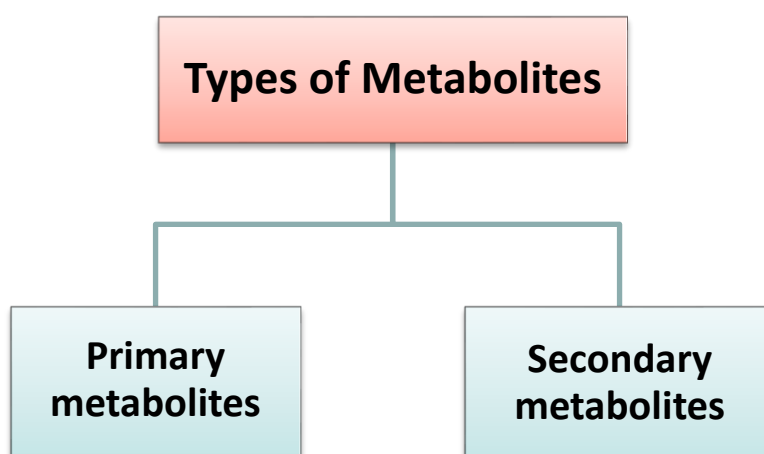 Types of Metabolites
Primary
metabolites
Secondary
metabolites